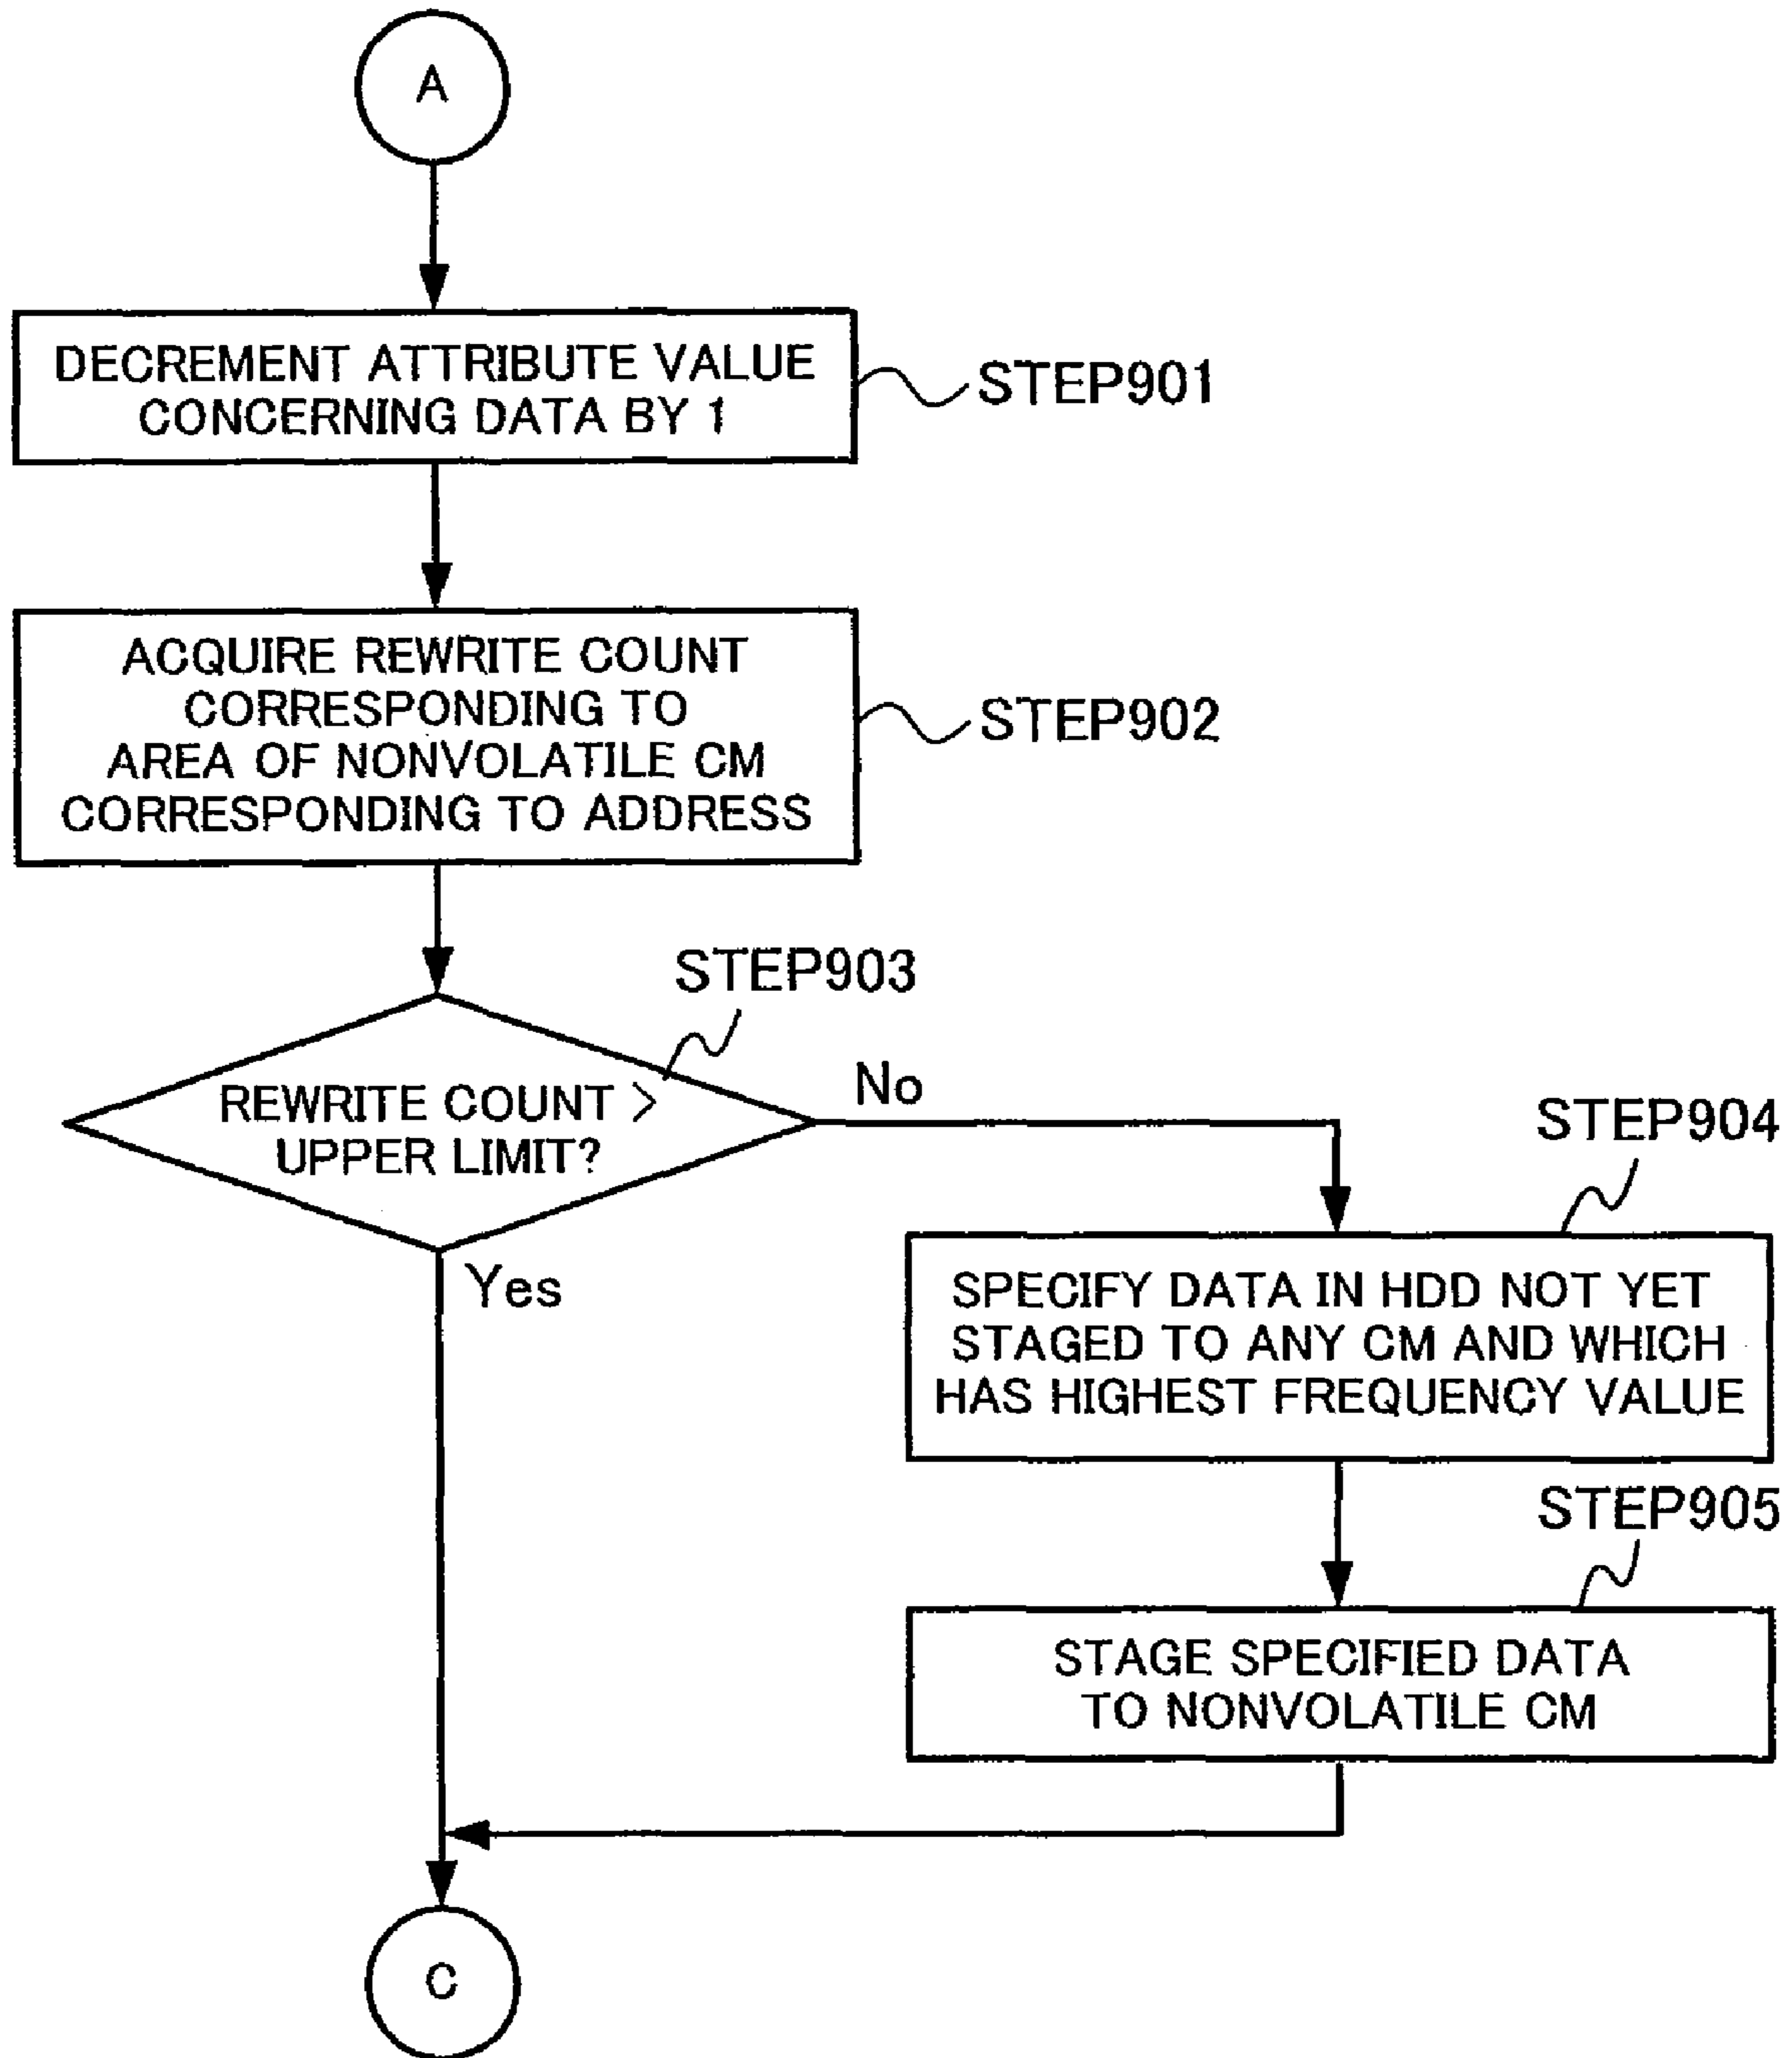 A
DECREMENT ATTRIBUTE VALUE
CONCERNING DATA BY 1
STEP901
ACQUIRE REWRITE COUNT
CORRESPONDING TO
AREA OF NONVOLATILE CM
CORRESPONDING TO ADDRESS
STEP902
STEP903
REWRITE COUNT >
UPPER LIMIT?
No
Yes
STEP904
SPECIFY DATA IN HDD NOT YET
STAGED TO ANY CM AND WHICH
HAS HIGHEST FREQUENCY VALUE
STEP905
STAGE SPECIFIED DATA
TO NONVOLATILE CM
C